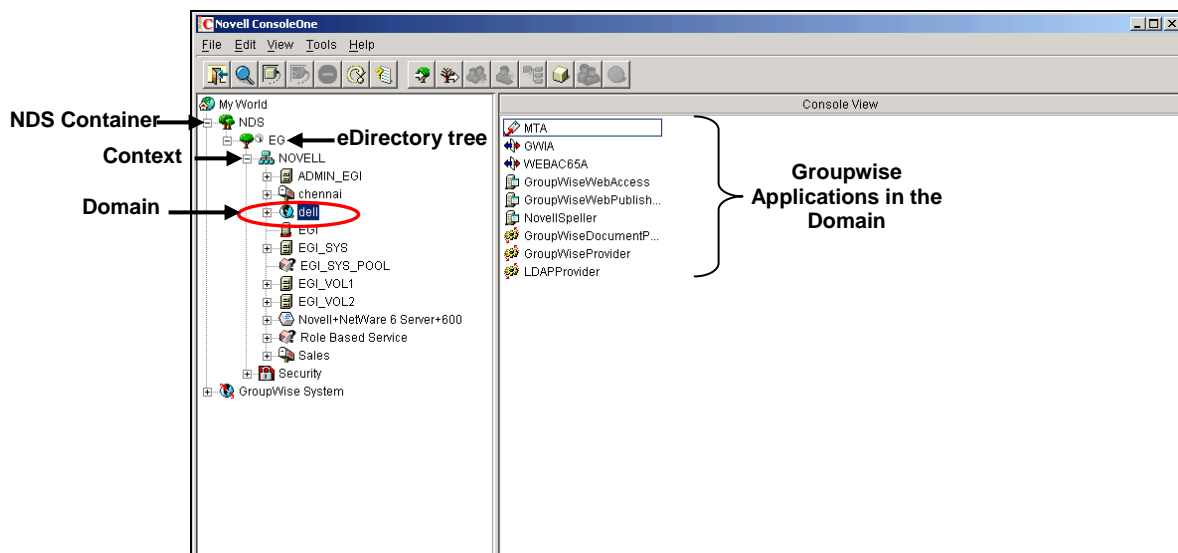 Novell ConsoleOne
File Edit View Tools Help
My World
NDS
EG
NOVELL
ADMIN_EGI
chennai
dell
EGI
EGI_SYS
EGI_SYS_POOL
EGI_VOL1
EGI_VOL2
Novell+NetWare 6 Server+600
Role Based Service
Sales
Security
GroupWise System
Console View
MTA
GWIA
WEBAC65A
GroupWiseWebAccess
GroupWiseWebPublish...
NovellSpeller
GroupWiseDocumentP...
GroupWiseProvider
LDAPProvider
NDS Container
eDirectory tree
Context
Domain
Groupwise
Applications in the
Domain